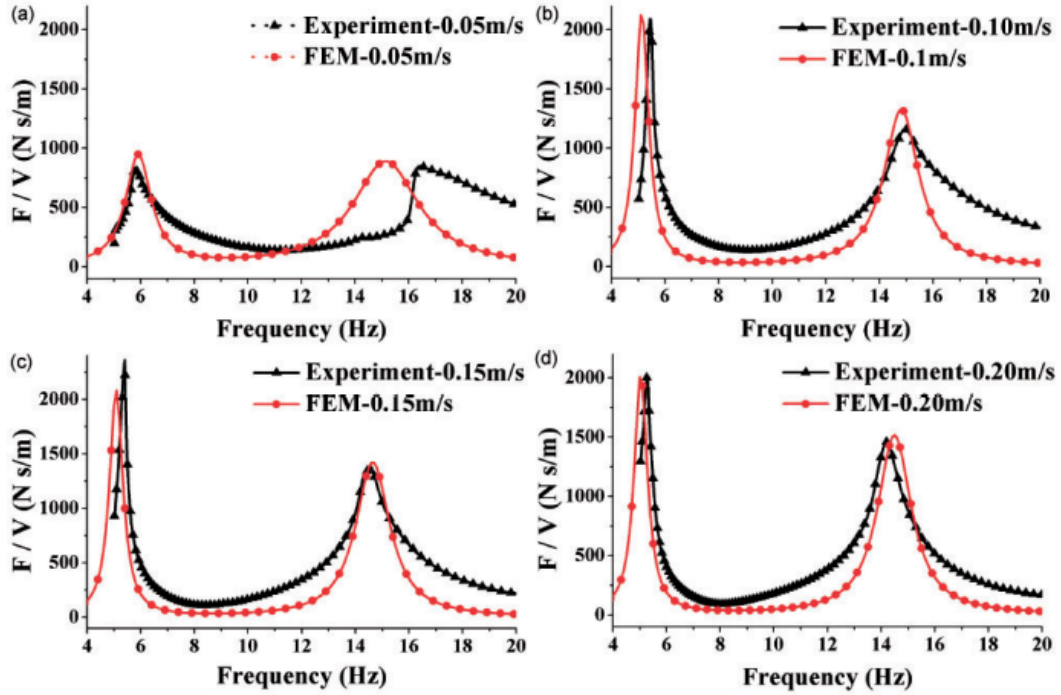 (a)
Experiment-0.05m/s
FEM-0.05m/s
F / V (N s/m)
2000
1500
1000
500
0
4 6 8 10 12 14 16 18 20
Frequency (Hz)
(b)
Experiment-0.10m/s
FEM-0.1m/s
F / V (N s/m)
2000
1500
1000
500
0
4 6 8 10 12 14 16 18 20
Frequency (Hz)
(c)
Experiment-0.15m/s
FEM-0.15m/s
F / V (N s/m)
2000
1500
1000
500
0
4 6 8 10 12 14 16 18 20
Frequency (Hz)
(d)
Experiment-0.20m/s
FEM-0.20m/s
F / V (N s/m)
2000
1500
1000
500
0
4 6 8 10 12 14 16 18 20
Frequency (Hz)